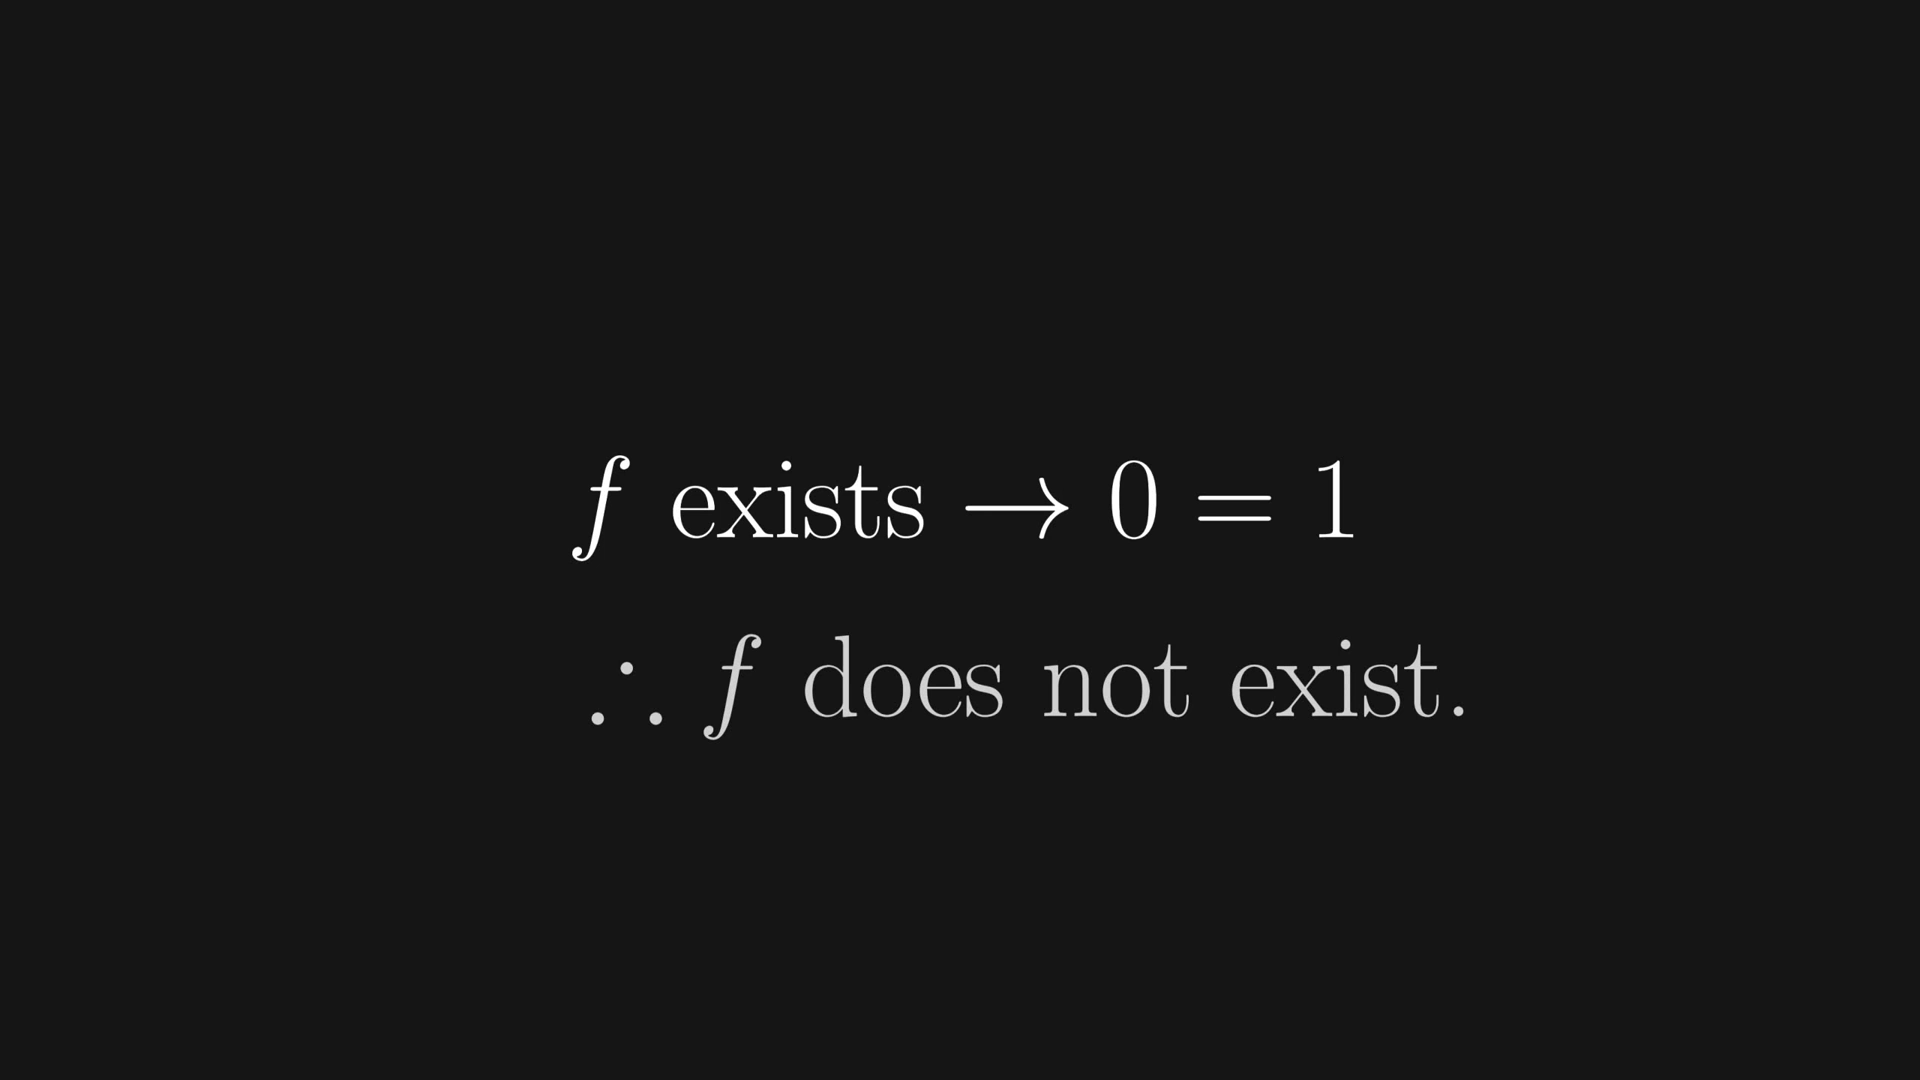 f exists → 0 = 1
∴ f does not exist.